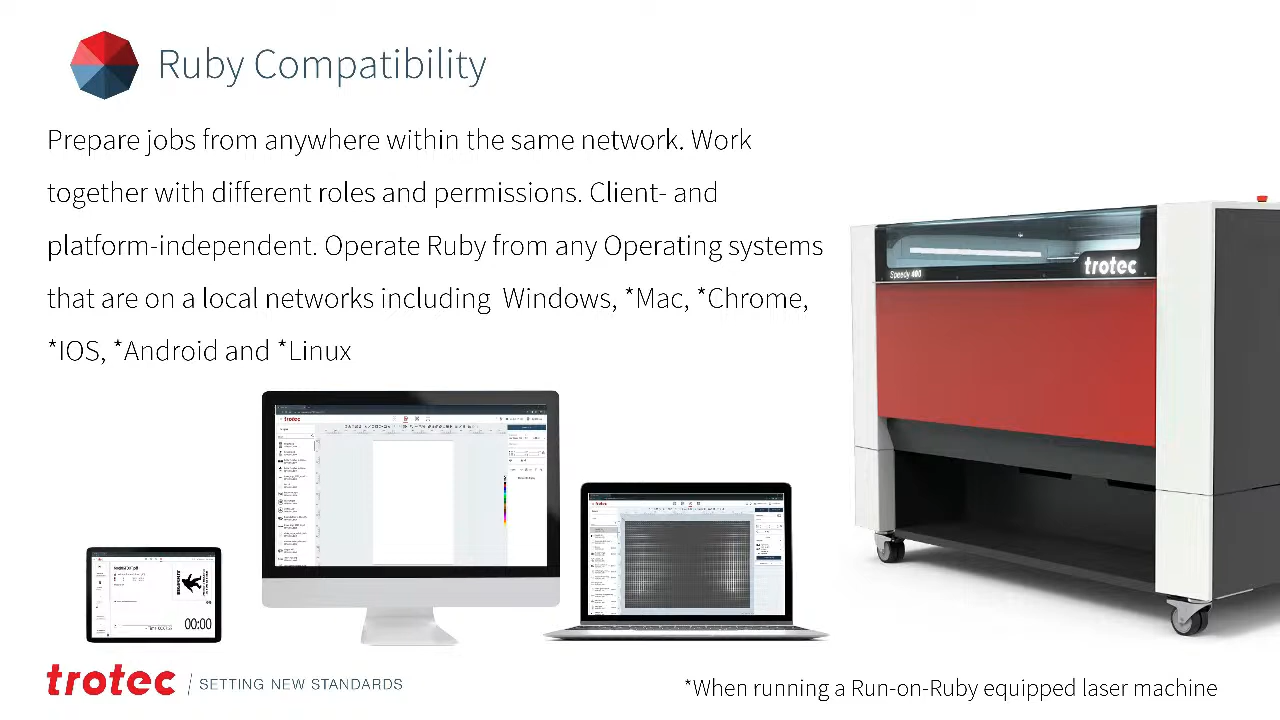 Ruby Compatibility
Prepare jobs from anywhere within the same network. Work
together with different roles and permissions. Client- and
platform-independent. Operate Ruby from any Operating systems
that are on a local networks including  Windows, *Mac, *Chrome,
*IOS, *Android and *Linux
Speedy 400
trotec
trotec
trotec
00:00
trotec / SETTING NEW STANDARDS
*When running a Run-on-Ruby equipped laser machine